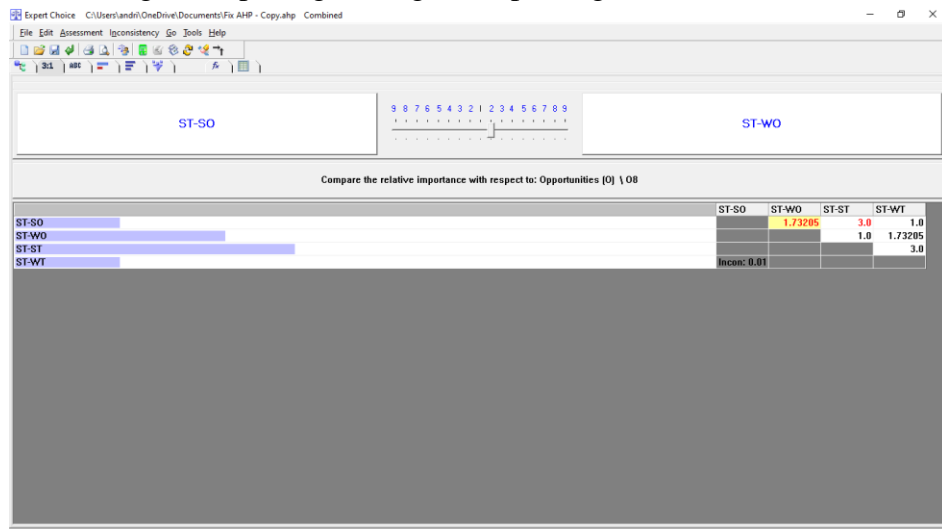 Expert Choice C:\Users\andri\OneDrive\Documents\Fix AHP - Copy.ahp Combined
File Edit Assessment Inconsistency Go Tools Help
3:1 ABC
ST-SO
9 8 7 6 5 4 3 2 1 2 3 4 5 6 7 8 9
ST-WO
Compare the relative importance with respect to: Opportunities (O) \ O8
ST-SO ST-WO ST-ST ST-WT
ST-SO 1.73205 3.0 1.0
ST-WO 1.0 1.73205
ST-ST 3.0
ST-WT Incon: 0.01